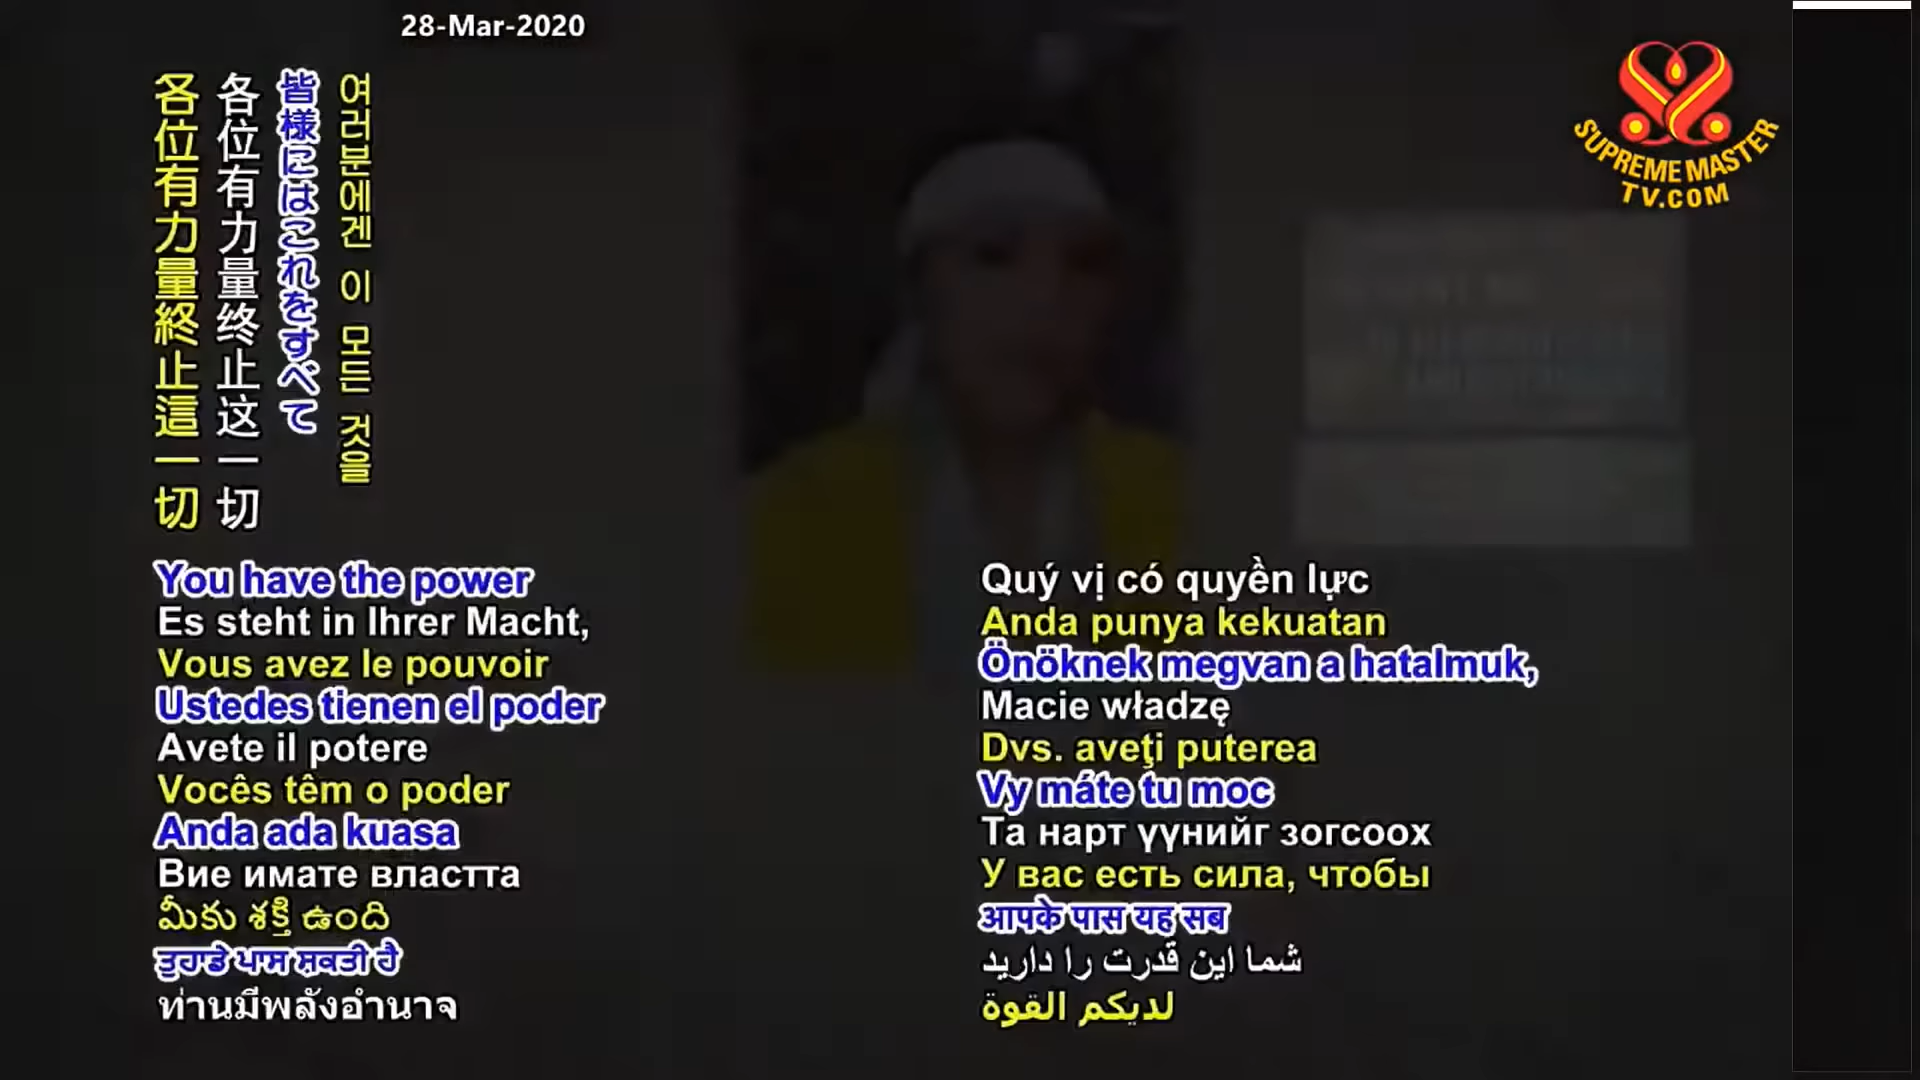 28-Mar-2020
SUPREME MASTER
TV.COM
各位有力量終止這一切
各位有力量终止这一切
皆様にはこれをすべて
여러분에겐 이 모든 것을
You have the power
Es steht in Ihrer Macht,
Vous avez le pouvoir
Ustedes tienen el poder
Avete il potere
Vocês têm o poder
Anda ada kuasa
Вие имате властта
మీకు శక్తి ఉంది
ਤੁਹਾਡੇ ਪਾਸ ਸ਼ਕਤੀ ਹੈ
ท่านมีพลังอำนาจ
Quý vị có quyền lực
Anda punya kekuatan
Önöknek megvan a hatalmuk,
Macie władzę
Dvs. aveţi puterea
Vy máte tu moc
Та нарт үүнийг зогсоох
У вас есть сила, чтобы
आपके पास यह सब
شما این قدرت را دارید
لديكم القوة